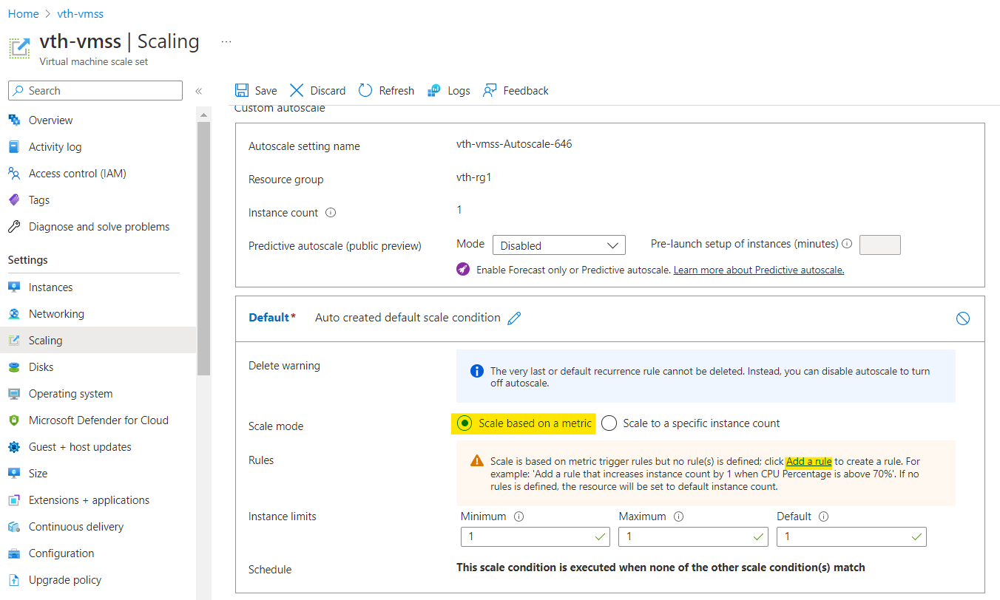 Home > vth-vmss
vth-vmss | Scaling ...
Virtual machine scale set
Search
«
Overview
Activity log
Access control (IAM)
Tags
Diagnose and solve problems
Settings
Instances
Networking
Scaling
Disks
Operating system
Microsoft Defender for Cloud
Guest + host updates
Size
Extensions + applications
Continuous delivery
Configuration
Upgrade policy
Save Discard Refresh Logs Feedback
Custom autoscale
Autoscale setting name vth-vmss-Autoscale-646
Resource group vth-rg1
Instance count 1
Predictive autoscale (public preview) Mode Disabled Pre-launch setup of instances (minutes)
Enable Forecast only or Predictive autoscale. Learn more about Predictive autoscale.
Default* Auto created default scale condition
Delete warning
The very last or default recurrence rule cannot be deleted. Instead, you can disable autoscale to turn
off autoscale.
Scale mode Scale based on a metric Scale to a specific instance count
Rules
Scale is based on metric trigger rules but no rule(s) is defined; click Add a rule to create a rule. For
example: 'Add a rule that increases instance count by 1 when CPU Percentage is above 70%'. If no
rules is defined, the resource will be set to default instance count.
Instance limits Minimum Maximum Default
1 1 1
Schedule This scale condition is executed when none of the other scale condition(s) match